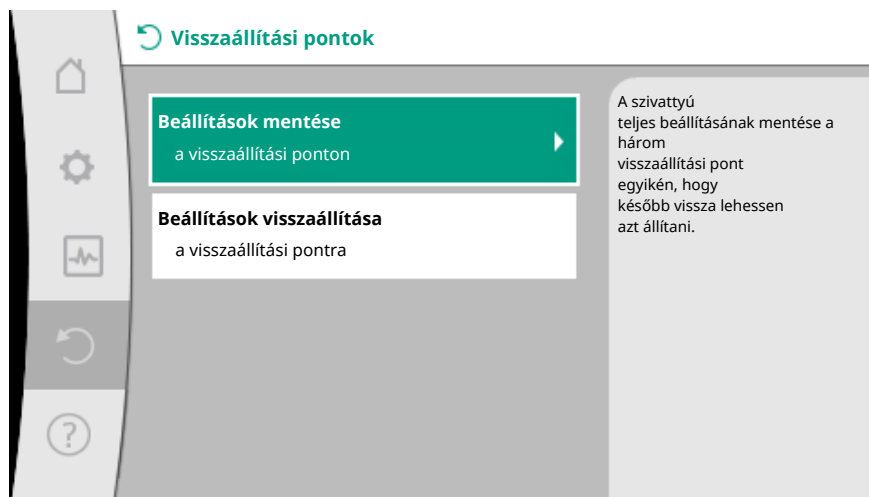 Visszaállítási pontok
Beállítások mentése
a visszaállítási ponton
Beállítások visszaállítása
a visszaállítási pontra
A szivattyú
teljes beállításának mentése a
három
visszaállítási pont
egyikén, hogy
később vissza lehessen
azt állítani.
?